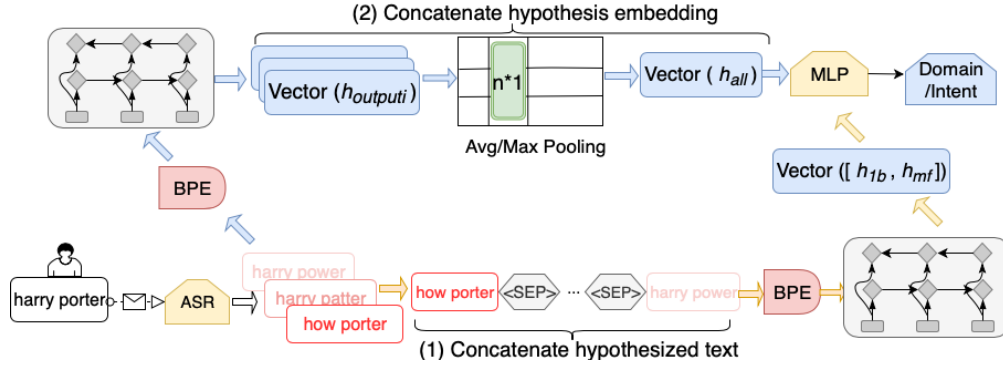 (2) Concatenate hypothesis embedding
Vector (h_outputi)
n*1
Avg/Max Pooling
Vector ( h_all)
MLP
Domain
/Intent
BPE
Vector ([ h_1b , h_mf])
harry porter
ASR
harry power
harry patter
how porter
how porter
<SEP>
...
<SEP>
harry power
BPE
(1) Concatenate hypothesized text